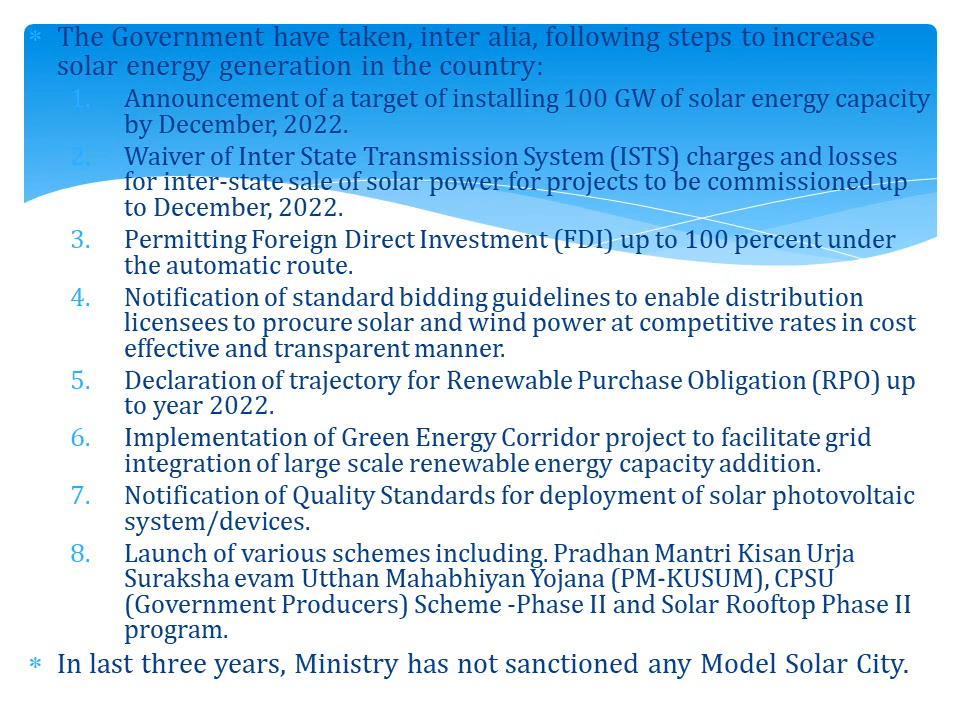 * The Government have taken, inter alia, following steps to increase
solar energy generation in the country:
1. Announcement of a target of installing 100 GW of solar energy capacity
by December, 2022.
2. Waiver of Inter State Transmission System (ISTS) charges and losses
for inter-state sale of solar power for projects to be commissioned up
to December, 2022.
3. Permitting Foreign Direct Investment (FDI) up to 100 percent under
the automatic route.
4. Notification of standard bidding guidelines to enable distribution
licensees to procure solar and wind power at competitive rates in cost
effective and transparent manner.
5. Declaration of trajectory for Renewable Purchase Obligation (RPO) up
to year 2022.
6. Implementation of Green Energy Corridor project to facilitate grid
integration of large scale renewable energy capacity addition.
7. Notification of Quality Standards for deployment of solar photovoltaic
system/devices.
8. Launch of various schemes including. Pradhan Mantri Kisan Urja
Suraksha evam Utthan Mahabhiyan Yojana (PM-KUSUM), CPSU
(Government Producers) Scheme -Phase II and Solar Rooftop Phase II
program.
* In last three years, Ministry has not sanctioned any Model Solar City.